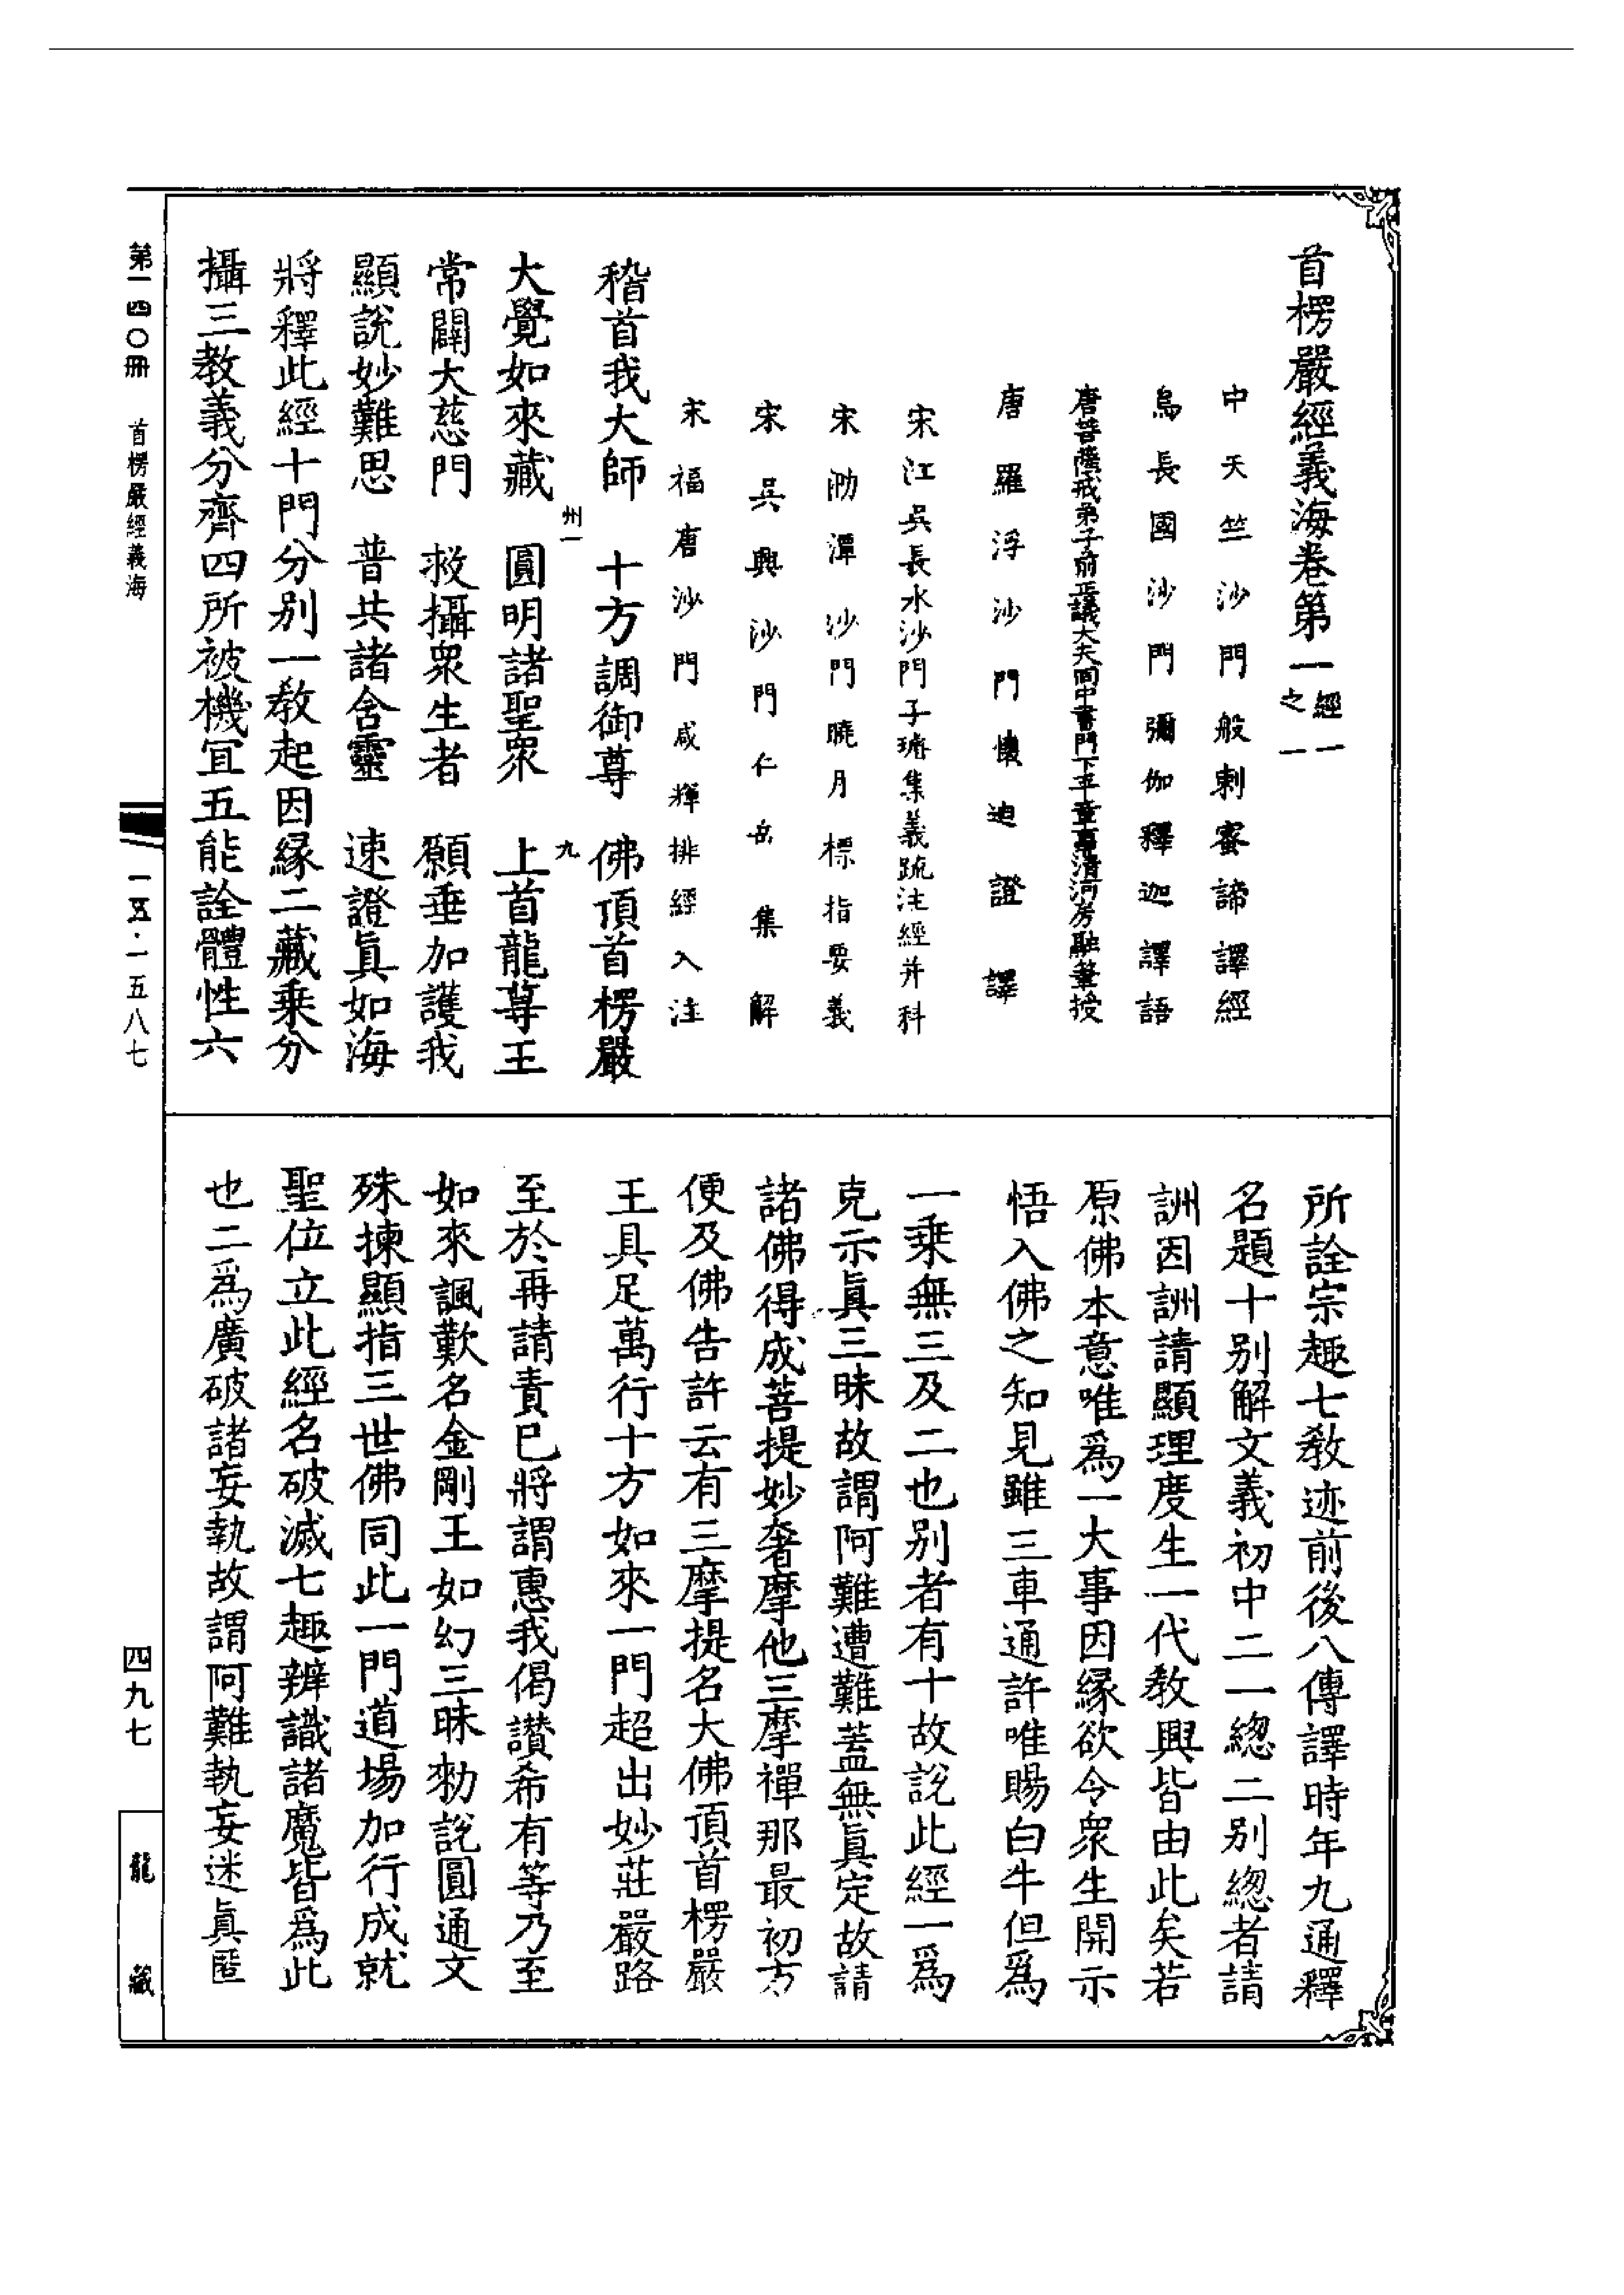 首楞嚴經義海卷第一 經一之一
中天竺沙門般剌蜜諦譯經
烏長國沙門彌伽釋迦譯語
唐菩薩戒弟子前正議大夫同中書門下平章事清河房融筆授
唐羅浮沙門懷迪證譯
宋江吳長水沙門子璿集義疏注經并科
宋泐潭沙門曉月標指要義
宋吳興沙門仁岳集解
宋福唐沙門咸輝排經入注
稽首我大師 十方調御尊 佛頂首楞嚴
州一 九
大覺如來藏 圓明諸聖眾 上首龍尊王
常闢大慈門 救攝眾生者 願垂加護我
顯說妙難思 普共諸含靈 速證眞如海
將釋此經十門分别一教起因緣二藏乗分
攝三教義分齊四所被機宜五能詮體性六
所詮宗趣七教迹前後八傳譯時年九通釋
名題十别解文義初中二一緫二别緫者請
詶因詶請顯理度生一代教興皆由此矣若
原佛本意唯爲一大事因緣欲令眾生開示
悟入佛之知見雖三車通許唯賜白牛但爲
一乗無三及二也别者有十故說此經一爲
克示眞三昧故謂阿難遭難葢無眞定故請
諸佛得成菩提妙奢摩他三摩禪那最初方
便及佛告許云有三摩提名大佛頂首楞嚴
王具足萬行十方如來一門超出妙莊嚴路
至於再請責已將謂惠我偈讃希有等乃至
如來諷歎名金剛王如幻三昧勑說圓通文
殊揀顯指三世佛同此一門道場加行成就
聖位立此經名破滅七趣辨識諸魔皆爲此
也二爲廣破諸妄執故謂阿難執妄迷眞匿
第一四〇冊 首楞嚴經義海 一五·一五八七 四九七 龍藏